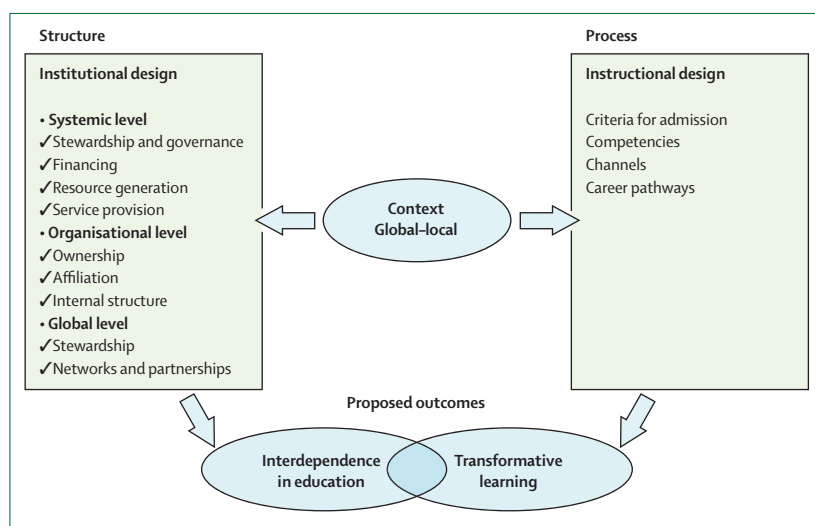 Structure
Institutional design
• Systemic level
✓Stewardship and governance
✓Financing
✓Resource generation
✓Service provision
• Organisational level
✓Ownership
✓Affiliation
✓Internal structure
• Global level
✓Stewardship
✓Networks and partnerships
Context
Global–local
Process
Instructional design
Criteria for admission
Competencies
Channels
Career pathways
Proposed outcomes
Interdependence
in education
Transformative
learning